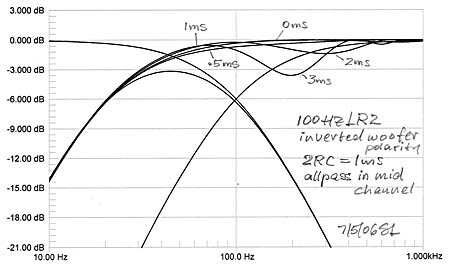 3.000 dB
0.000 dB
-3.000 dB
-6.000 dB
-9.000 dB
-12.00 dB
-15.00 dB
-18.00 dB
-21.00 dB
10.00 Hz
100.0 Hz
1.000kHz
1ms
0ms
.5ms
2ms
3ms
100Hz LR2
inverted woofer
polarity
2RC = 1ms
allpass in mid
channel
7/5/06 SL